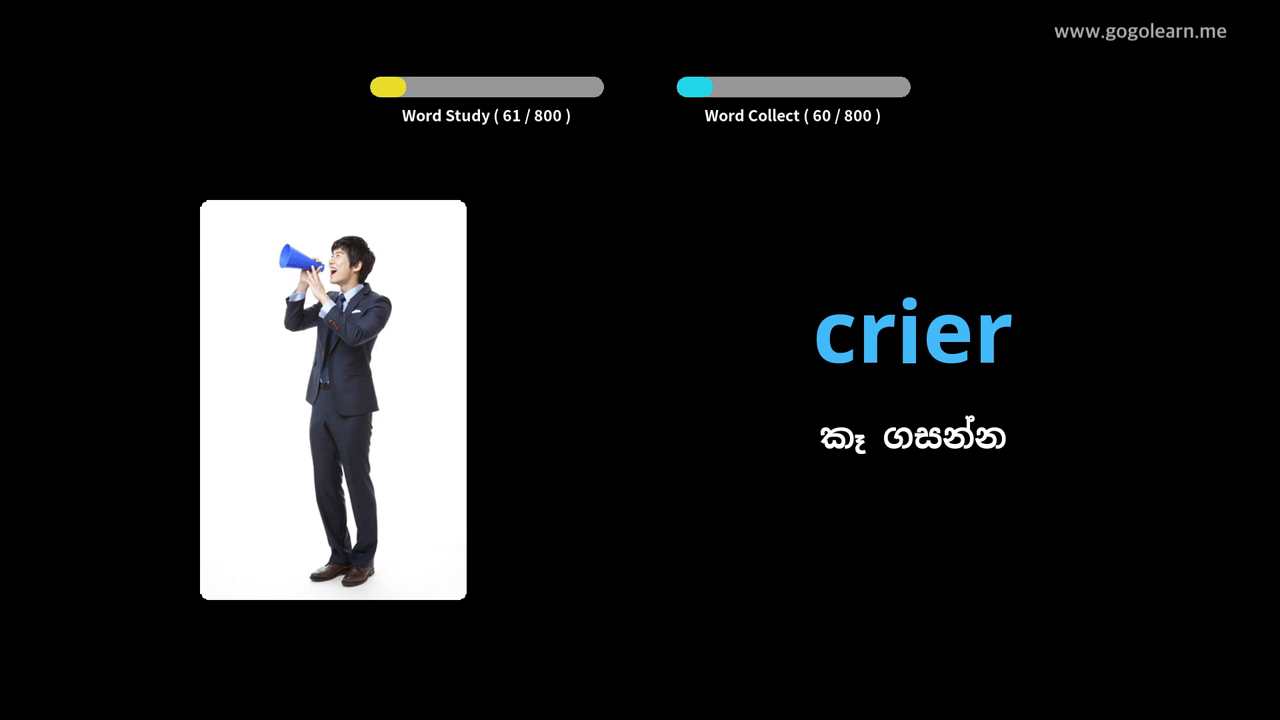 www.gogolearn.me
Word Study ( 61 / 800 )
Word Collect ( 60 / 800 )
crier
කෑ ගසන්න